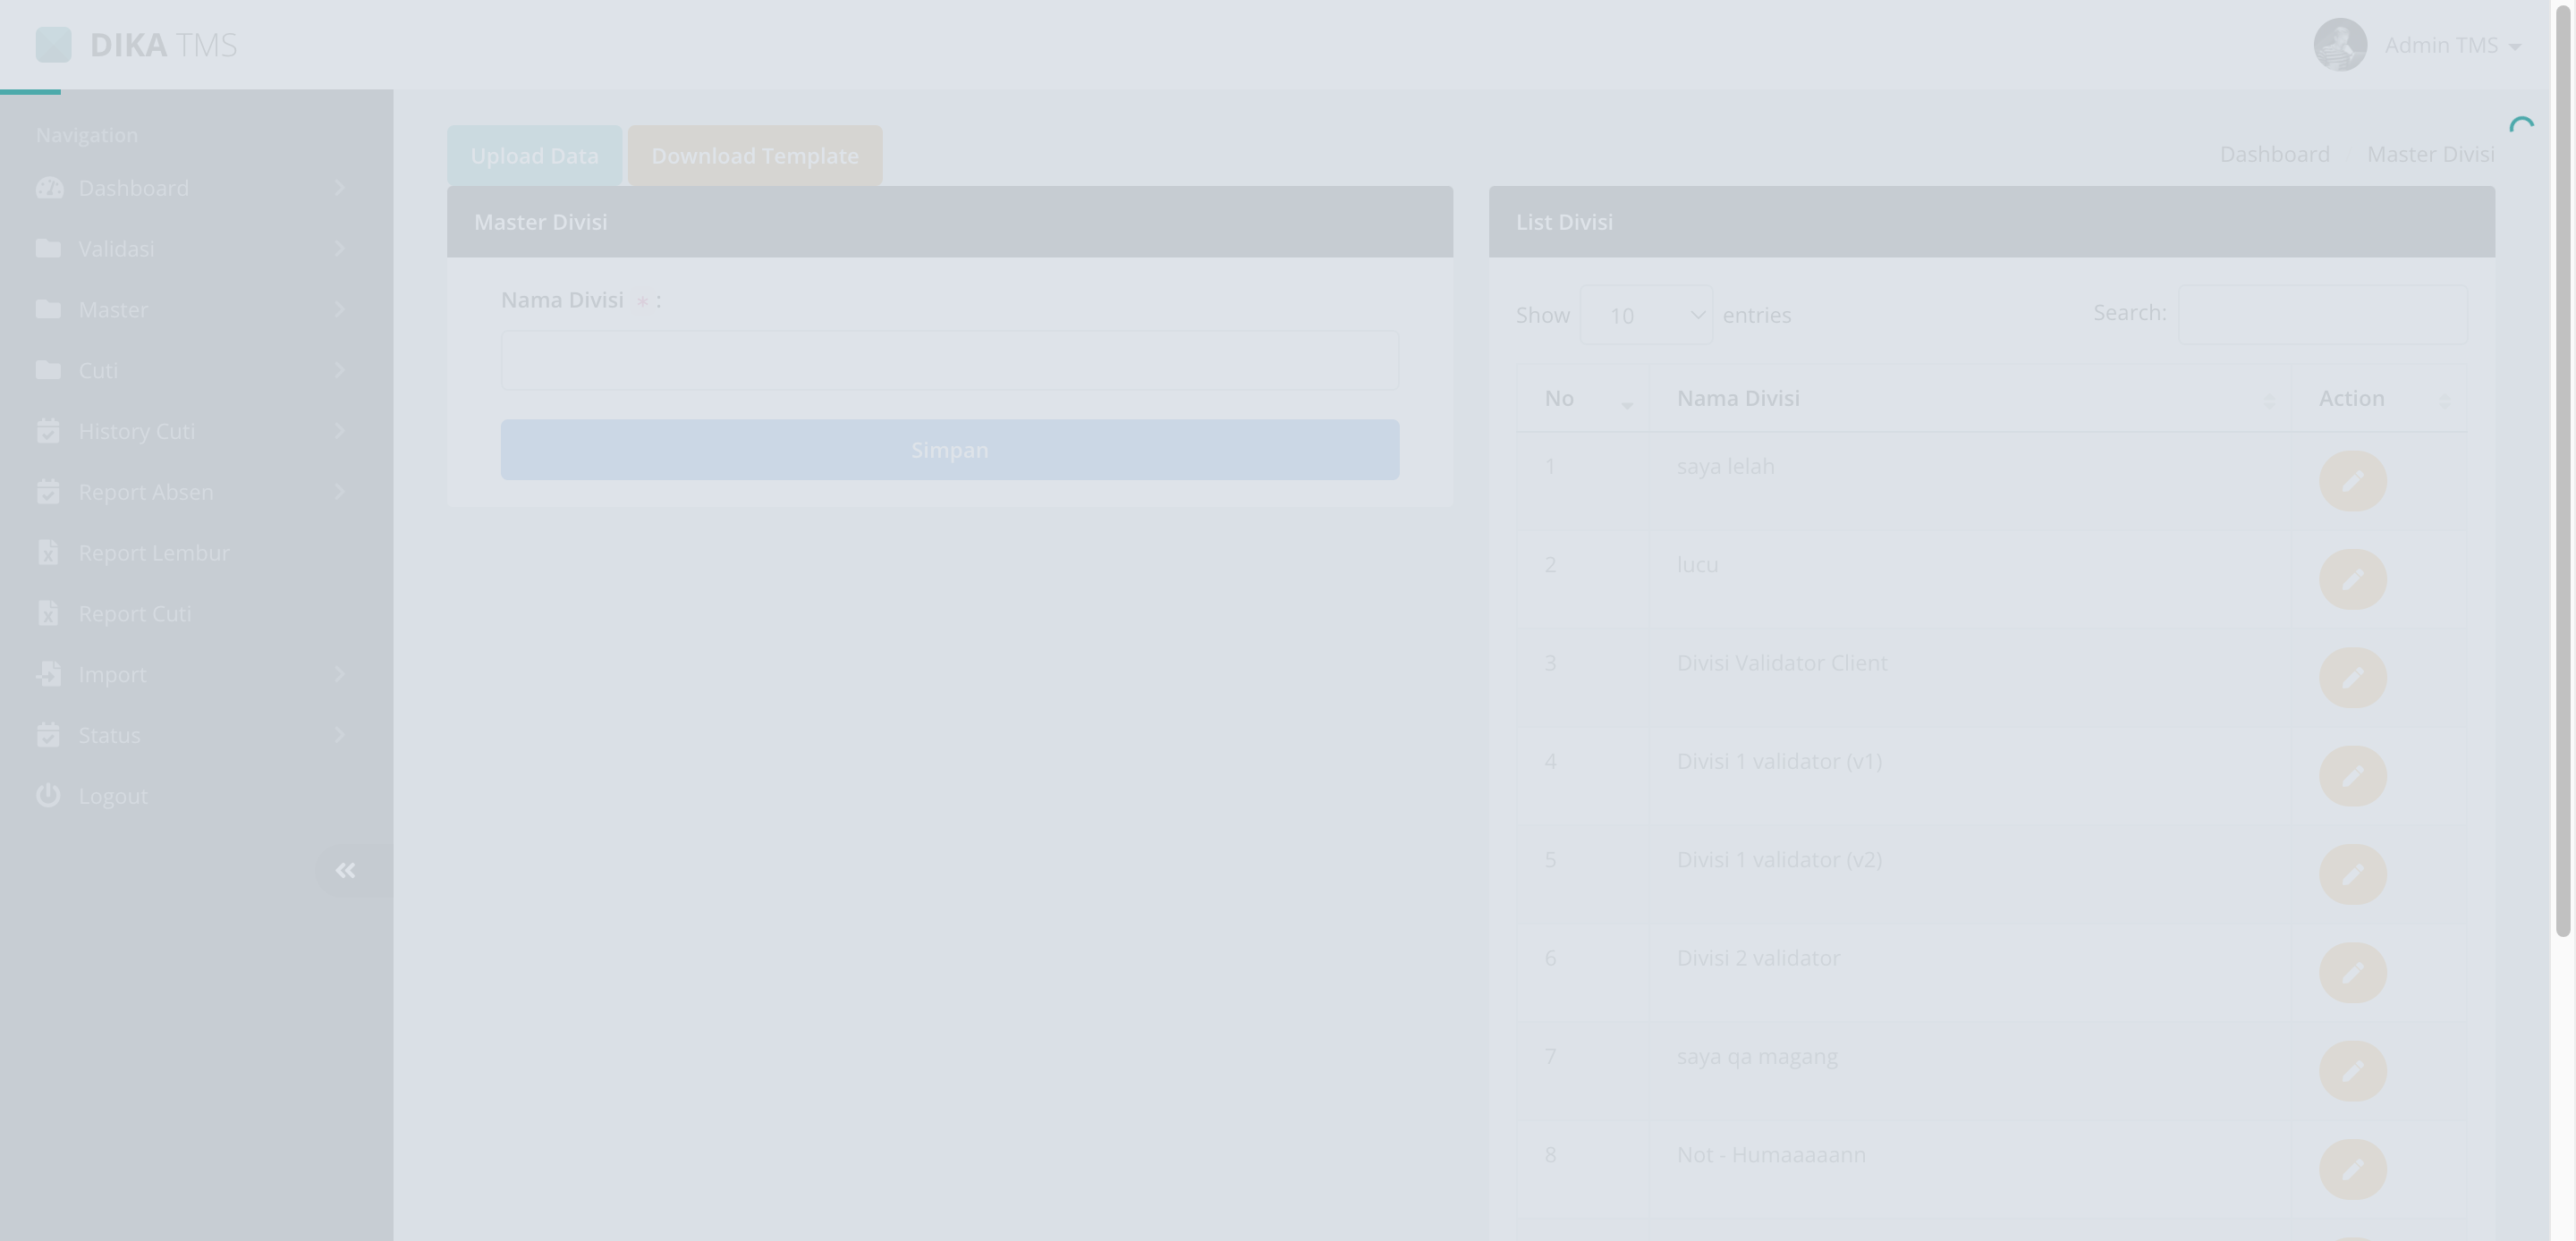 DIKA TMS
Admin TMS
Navigation
Dashboard
Validasi
Master
Cuti
History Cuti
Report Absen
Report Lembur
Report Cuti
Import
Status
Logout
Upload Data
Download Template
Dashboard
Master Divisi
Master Divisi
Nama Divisi * :
Simpan
List Divisi
Show 10 entries
Search:
No Nama Divisi Action
1 saya lelah
2 lucu
3 Divisi Validator Client
4 Divisi 1 validator (v1)
5 Divisi 1 validator (v2)
6 Divisi 2 validator
7 saya qa magang
8 Not - Humaaaaann